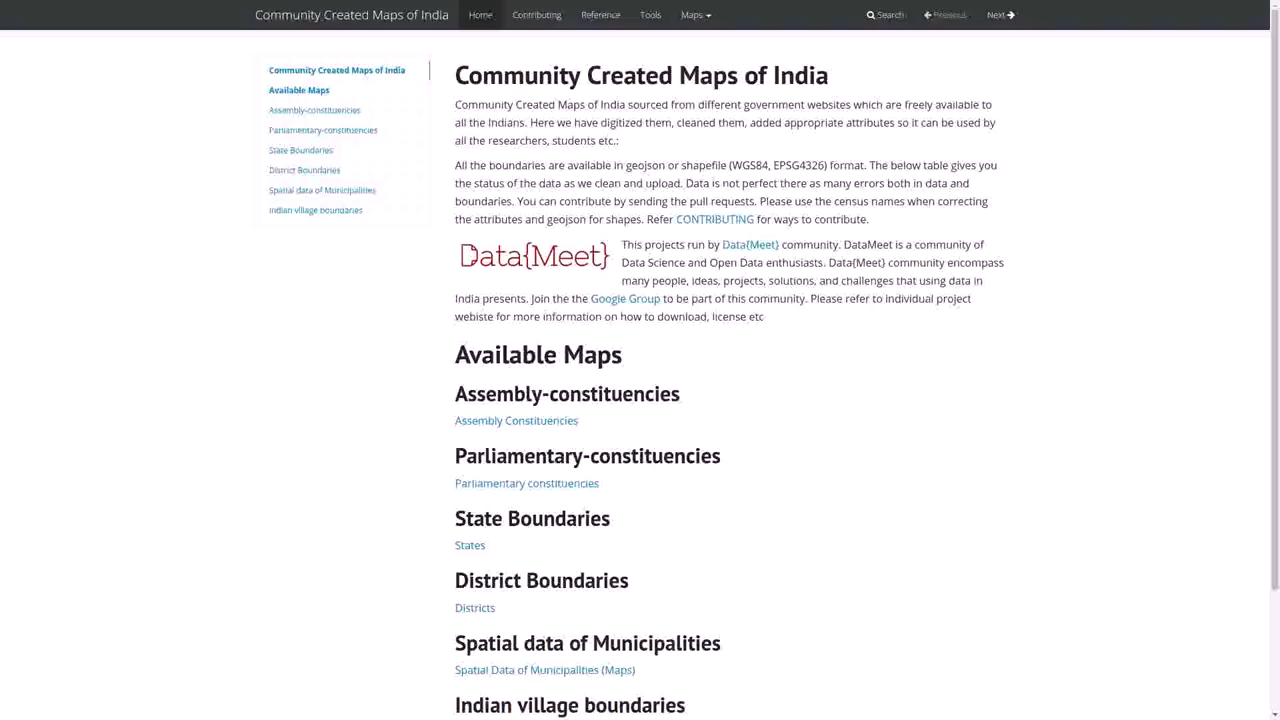 Community Created Maps of India
Home
Contributing
Reference
Tools
Maps
Search
Previous
Next
Community Created Maps of India
Available Maps
Assembly-constituencies
Parliamentary-constituencies
State Boundaries
District Boundaries
Spatial data of Municipalities
Indian village boundaries
Community Created Maps of India
Community Created Maps of India sourced from different government websites which are freely available to
all the Indians. Here we have digitized them, cleaned them, added appropriate attributes so it can be used by
all the researchers, students etc.:
All the boundaries are available in geojson or shapefile (WGS84, EPSG4326) format. The below table gives you
the status of the data as we clean and upload. Data is not perfect there as many errors both in data and
boundaries. You can contribute by sending the pull requests. Please use the census names when correcting
the attributes and geojson for shapes. Refer CONTRIBUTING for ways to contribute.
Data{Meet}
This projects run by Data{Meet} community. DataMeet is a community of
Data Science and Open Data enthusiasts. Data{Meet} community encompass
many people, ideas, projects, solutions, and challenges that using data in
India presents. Join the the Google Group to be part of this community. Please refer to individual project
webiste for more information on how to download, license etc
Available Maps
Assembly-constituencies
Assembly Constituencies
Parliamentary-constituencies
Parliamentary constituencies
State Boundaries
States
District Boundaries
Districts
Spatial data of Municipalities
Spatial Data of Municipalities (Maps)
Indian village boundaries